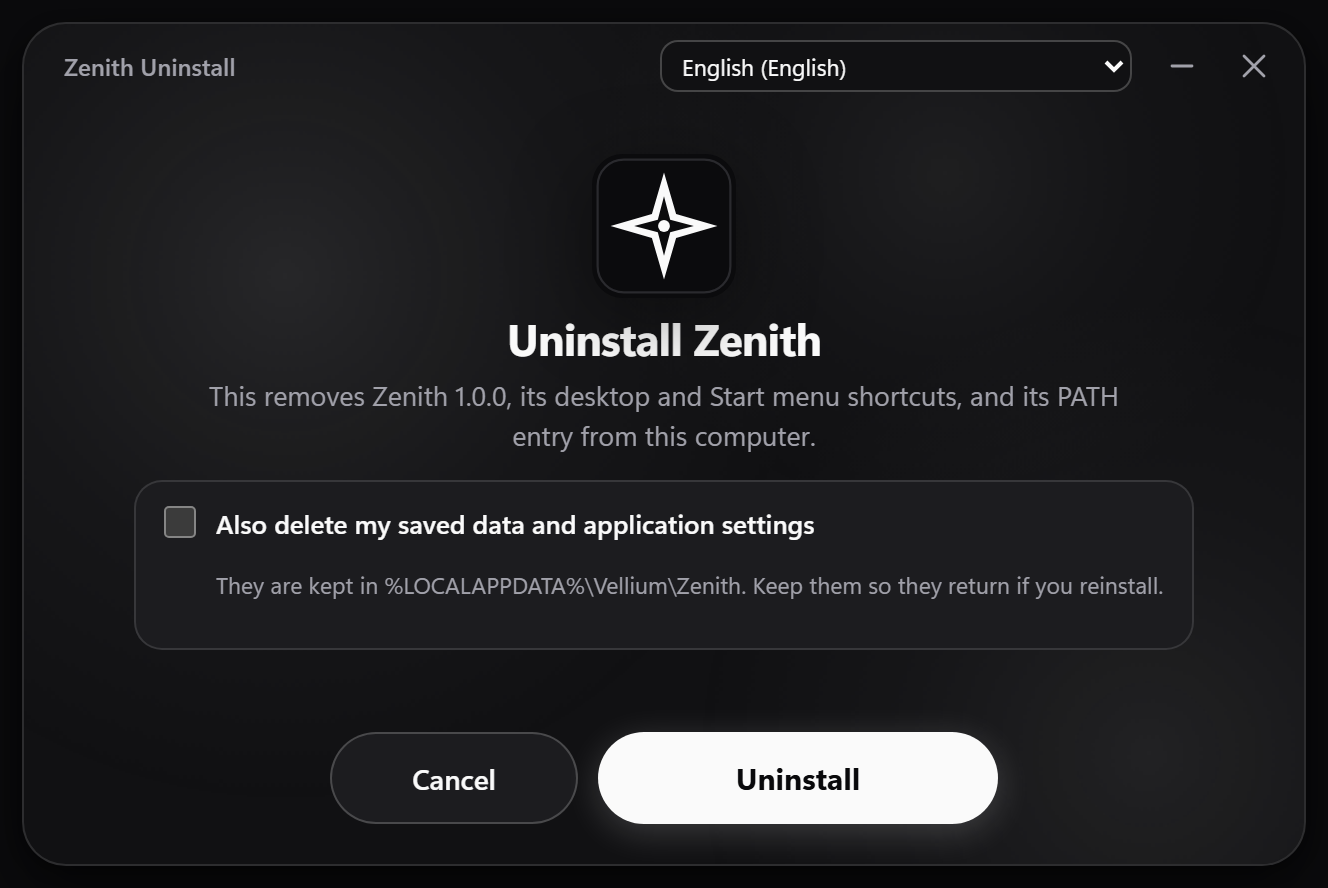 Zenith Uninstall
English (English)
Uninstall Zenith
This removes Zenith 1.0.0, its desktop and Start menu shortcuts, and its PATH
entry from this computer.
Also delete my saved data and application settings
They are kept in %LOCALAPPDATA%\Vellium\Zenith. Keep them so they return if you reinstall.
Cancel
Uninstall